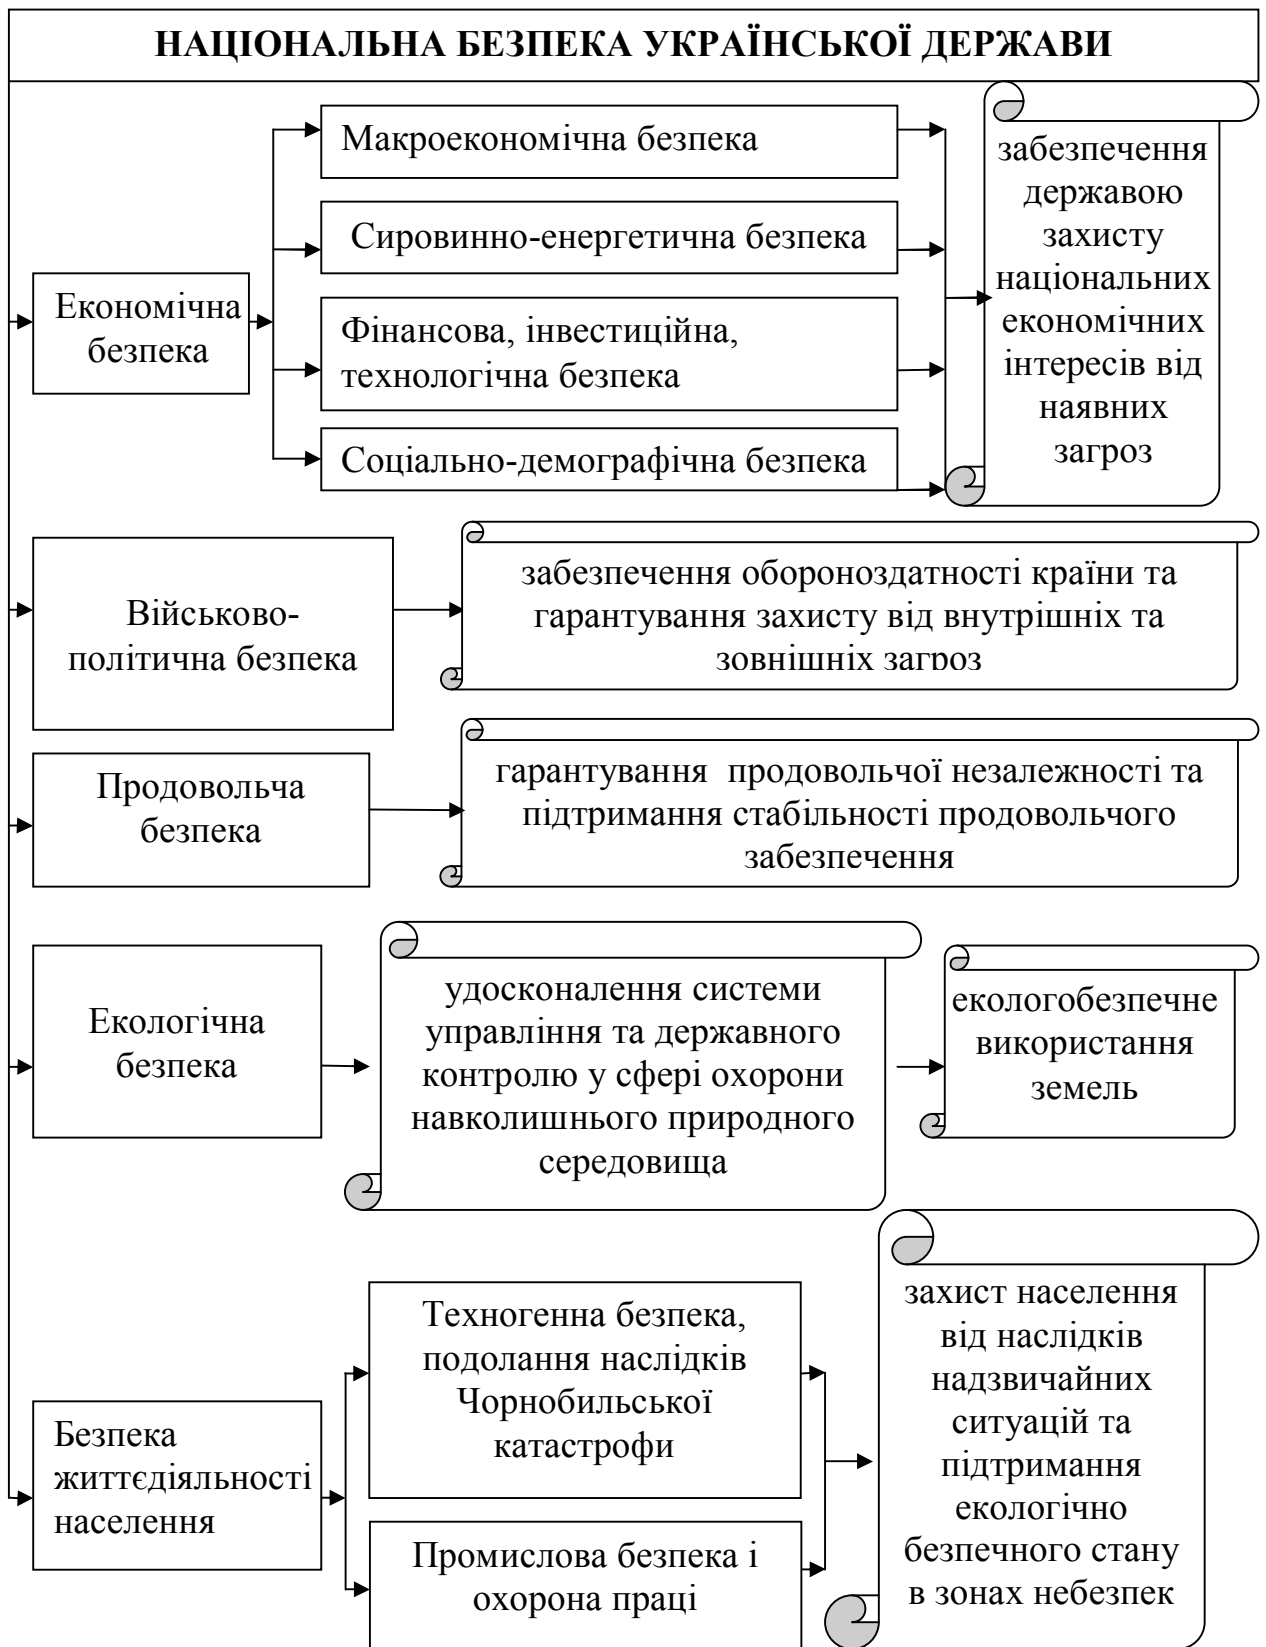 НАЦІОНАЛЬНА БЕЗПЕКА УКРАЇНСЬКОЇ ДЕРЖАВИ
Економічна
безпека
Макроекономічна безпека
Сировинно-енергетична безпека
Фінансова, інвестиційна,
технологічна безпека
Соціально-демографічна безпека
забезпечення
державою
захисту
національних
економічних
інтересів від
наявних
загроз
Військово-
політична безпека
забезпечення обороноздатності країни та
гарантування захисту від внутрішніх та
зовнішніх загроз
Продовольча
безпека
гарантування продовольчої незалежності та
підтримання стабільності продовольчого
забезпечення
Екологічна
безпека
удосконалення системи
управління та державного
контролю у сфері охорони
навколишнього природного
середовища
екологобезпечне
використання
земель
Безпека
життєдіяльності
населення
Техногенна безпека,
подолання наслідків
Чорнобильської
катастрофи
Промислова безпека і
охорона праці
захист населення
від наслідків
надзвичайних
ситуацій та
підтримання
екологічно
безпечного стану
в зонах небезпек